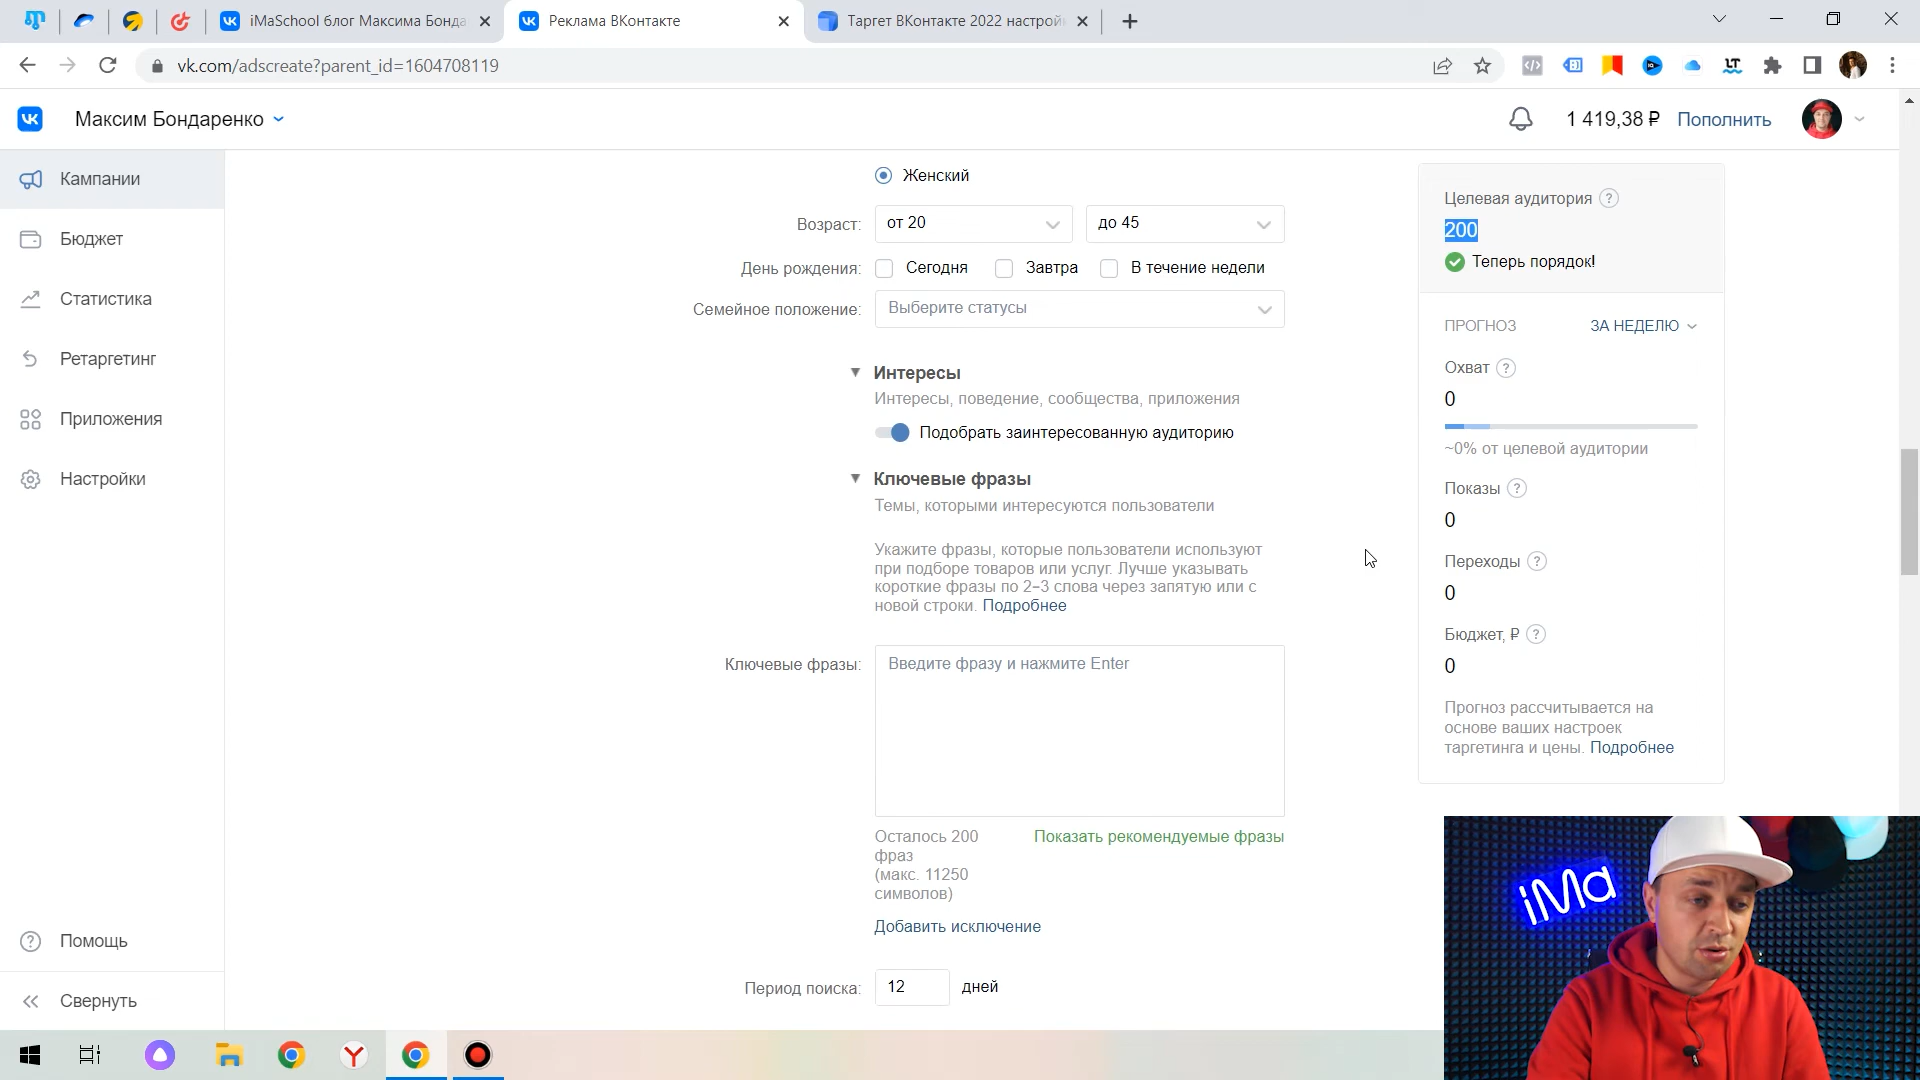 iMaSchool блог Максима Бонда
Реклама ВКонтакте
Таргет ВКонтакте 2022 настрой
vk.com/adscreate?parent_id=1604708119
Максим Бондаренко
1 419,38 ₽
Пополнить
Кампании
Бюджет
Статистика
Ретаргетинг
Приложения
Настройки
Помощь
Свернуть
Женский
Возраст:
от 20
до 45
День рождения:
Сегодня
Завтра
В течение недели
Семейное положение:
Выберите статусы
Интересы
Интересы, поведение, сообщества, приложения
Подобрать заинтересованную аудиторию
Ключевые фразы
Темы, которыми интересуются пользователи
Укажите фразы, которые пользователи используют
при подборе товаров или услуг. Лучше указывать
короткие фразы по 2–3 слова через запятую или с
новой строки. Подробнее
Ключевые фразы:
Введите фразу и нажмите Enter
Осталось 200
фраз
(макс. 11250
символов)
Показать рекомендуемые фразы
Добавить исключение
Период поиска:
12
дней
Целевая аудитория
200
Теперь порядок!
ПРОГНОЗ
ЗА НЕДЕЛЮ
Охват
0
~0% от целевой аудитории
Показы
0
Переходы
0
Бюджет, ₽
0
Прогноз рассчитывается на
основе ваших настроек
таргетинга и цены. Подробнее
iMa